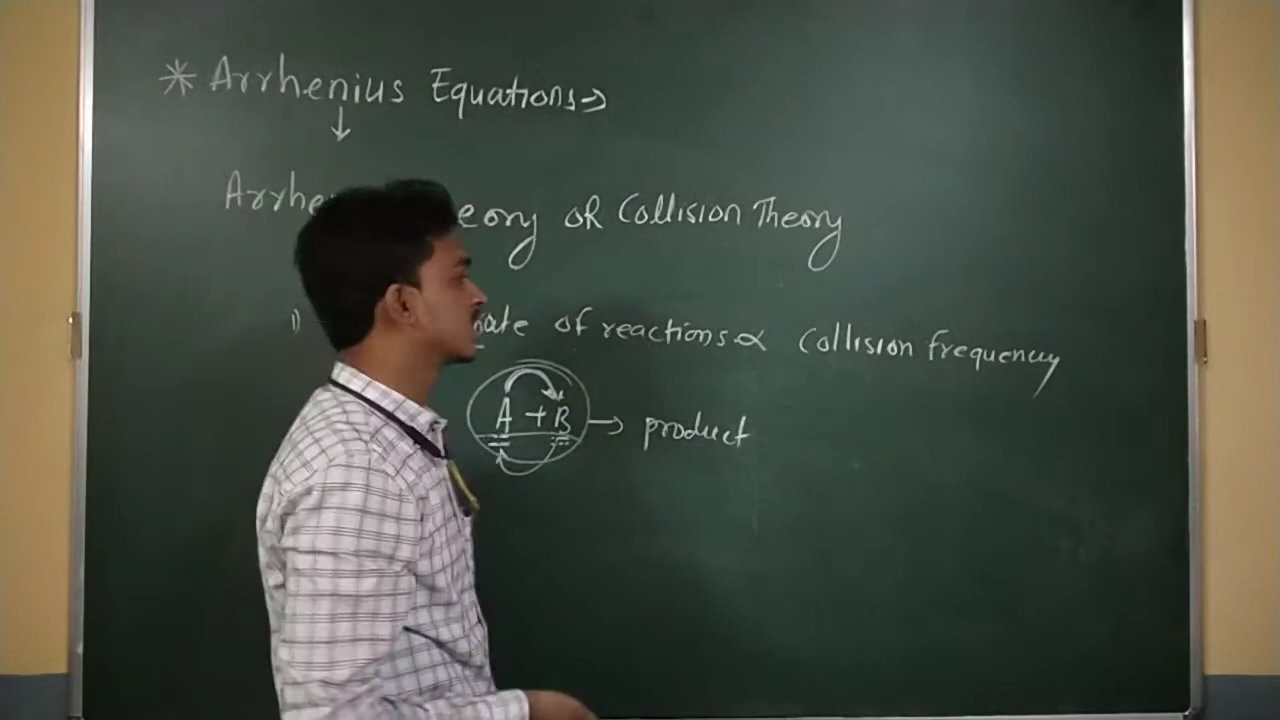 * Arrhenius Equations →
↓
Arrhe eory OR Collision Theory
1) ate of reactions ∝ Collision frequency
A + B → product